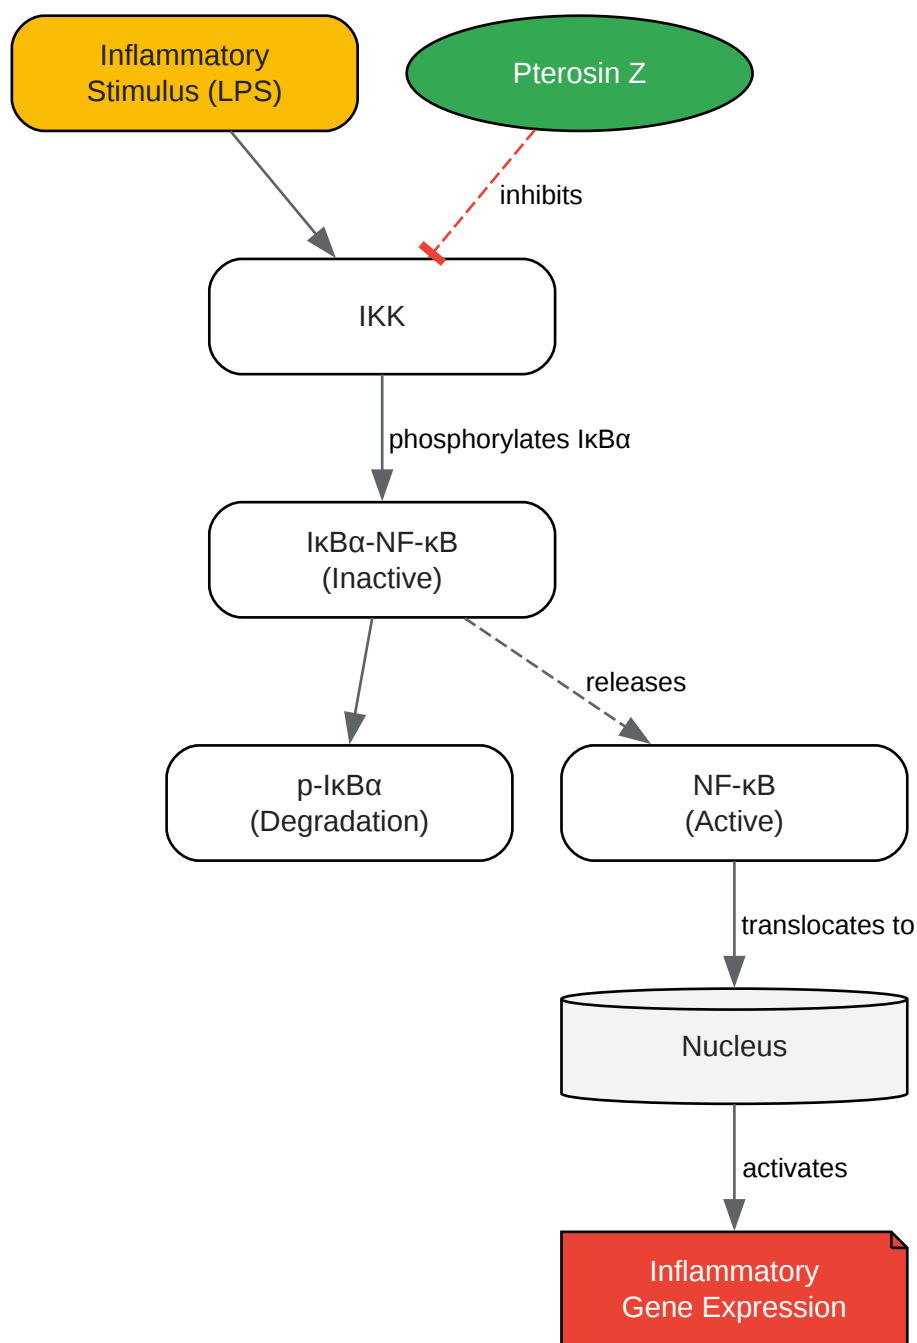 Inflammatory
Stimulus (LPS)
Pterosin Z
inhibits
IKK
phosphorylates IκBα
IκBα-NF-κB
(Inactive)
releases
p-IκBα
(Degradation)
NF-κB
(Active)
translocates to
Nucleus
activates
Inflammatory
Gene Expression